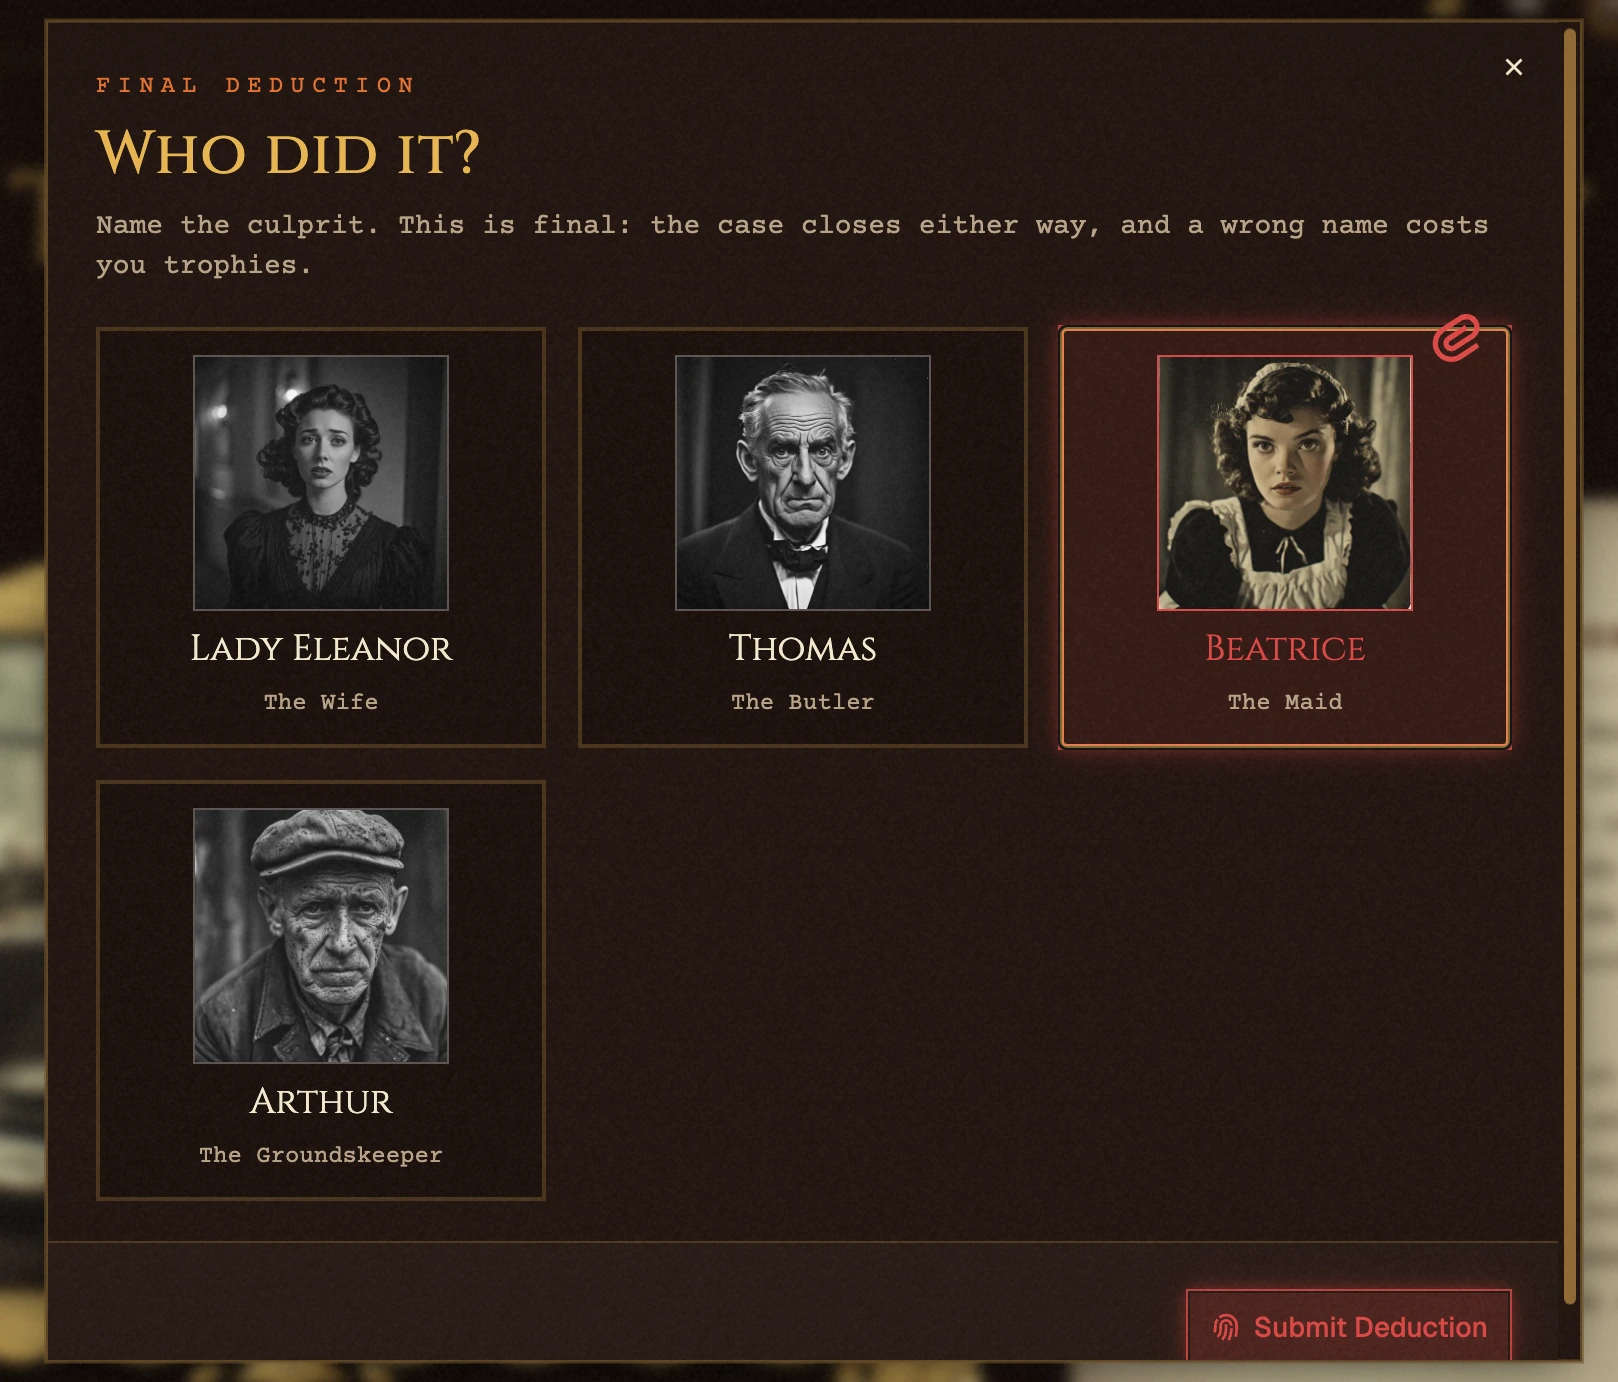 FINAL DEDUCTION
Who did it?
Name the culprit. This is final: the case closes either way, and a wrong name costs
you trophies.
Lady Eleanor
The Wife
Thomas
The Butler
Beatrice
The Maid
Arthur
The Groundskeeper
Submit Deduction